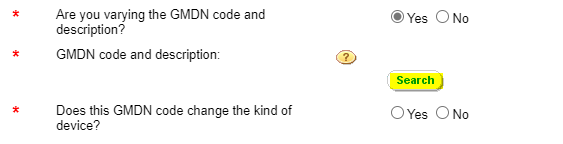 * Are you varying the GMDN code and description? Yes No
* GMDN code and description: ?
Search
* Does this GMDN code change the kind of device? Yes No